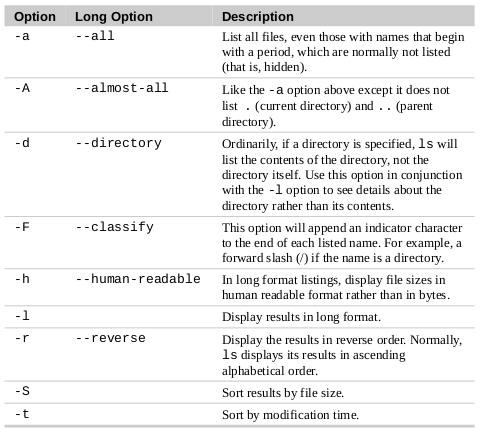 Option Long Option Description
-a --all List all files, even those with names that begin
with a period, which are normally not listed
(that is, hidden).
-A --almost-all Like the -a option above except it does not
list . (current directory) and .. (parent
directory).
-d --directory Ordinarily, if a directory is specified, ls will
list the contents of the directory, not the
directory itself. Use this option in conjunction
with the -l option to see details about the
directory rather than its contents.
-F --classify This option will append an indicator character
to the end of each listed name. For example, a
forward slash (/) if the name is a directory.
-h --human-readable In long format listings, display file sizes in
human readable format rather than in bytes.
-l Display results in long format.
-r --reverse Display the results in reverse order. Normally,
ls displays its results in ascending
alphabetical order.
-S Sort results by file size.
-t Sort by modification time.